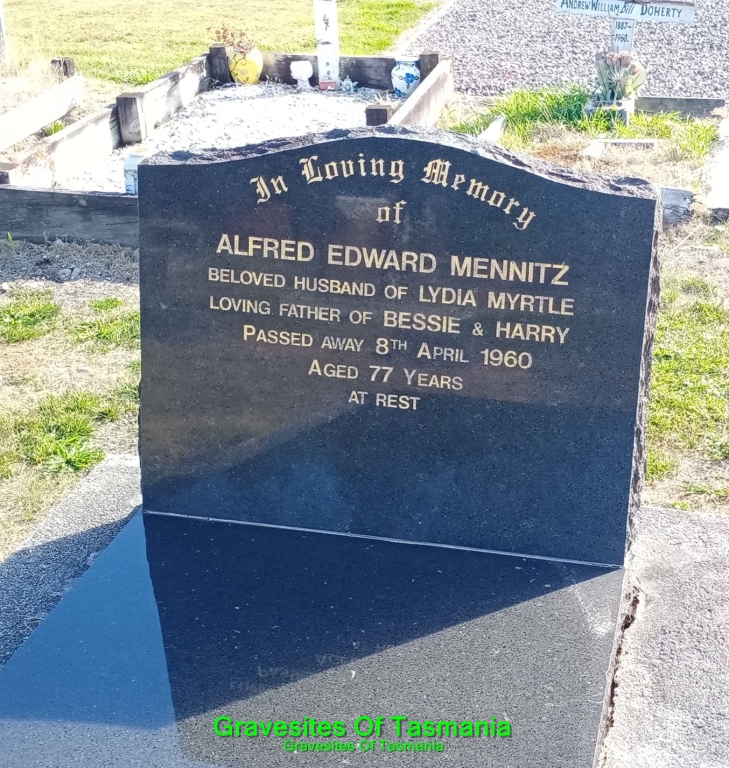 ANDREW WILLIAM Bill DOHERTY
1887-
1960.
In Loving Memory
of
ALFRED EDWARD MENNITZ
BELOVED HUSBAND OF LYDIA MYRTLE
LOVING FATHER OF BESSIE & HARRY
PASSED AWAY 8TH APRIL 1960
AGED 77 YEARS
AT REST
Gravesites Of Tasmania
Gravesites Of Tasmania